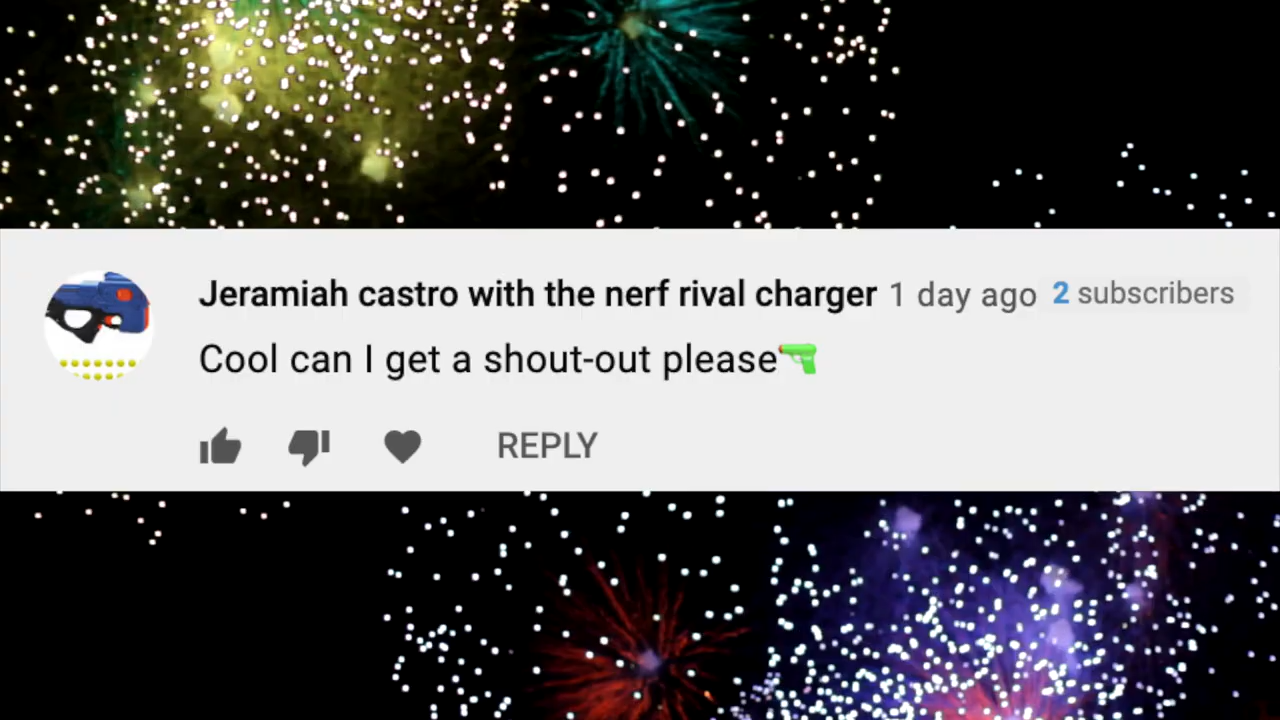 Jeramiah castro with the nerf rival charger 1 day ago 2 subscribers
Cool can I get a shout-out please🔫
REPLY